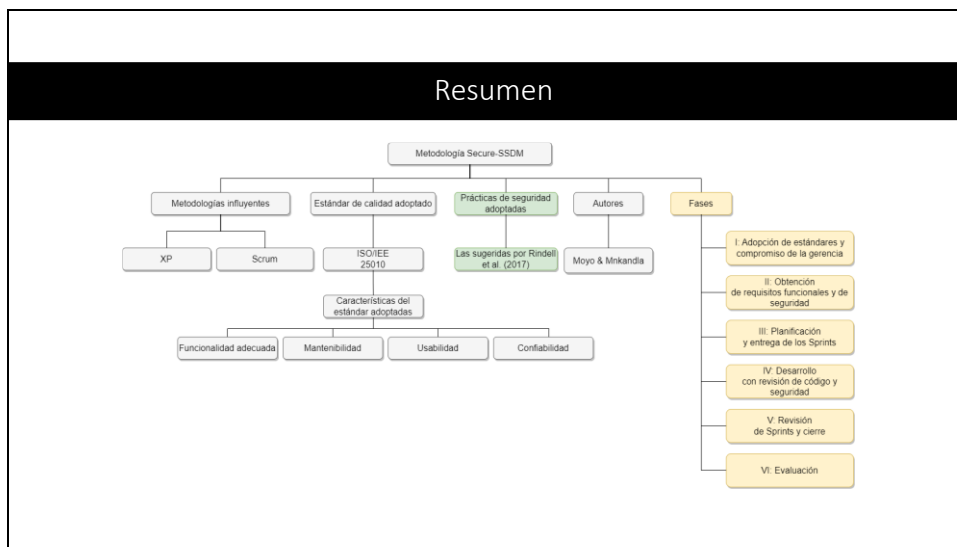 Resumen
Metodología Secure-SSDM
Metodologías influyentes
XP
Scrum
Estándar de calidad adoptado
ISO/IEE
25010
Características del
estándar adoptadas
Funcionalidad adecuada
Mantenibilidad
Usabilidad
Confiabilidad
Prácticas de seguridad
adoptadas
Las sugeridas por Rindell
et al. (2017)
Autores
Moyo & Mnkandla
Fases
I: Adopción de estándares y
compromiso de la gerencia
II: Obtención
de requisitos funcionales y de
seguridad
III: Planificación
y entrega de los Sprints
IV: Desarrollo
con revisión de código y
seguridad
V: Revisión
de Sprints y cierre
VI: Evaluación